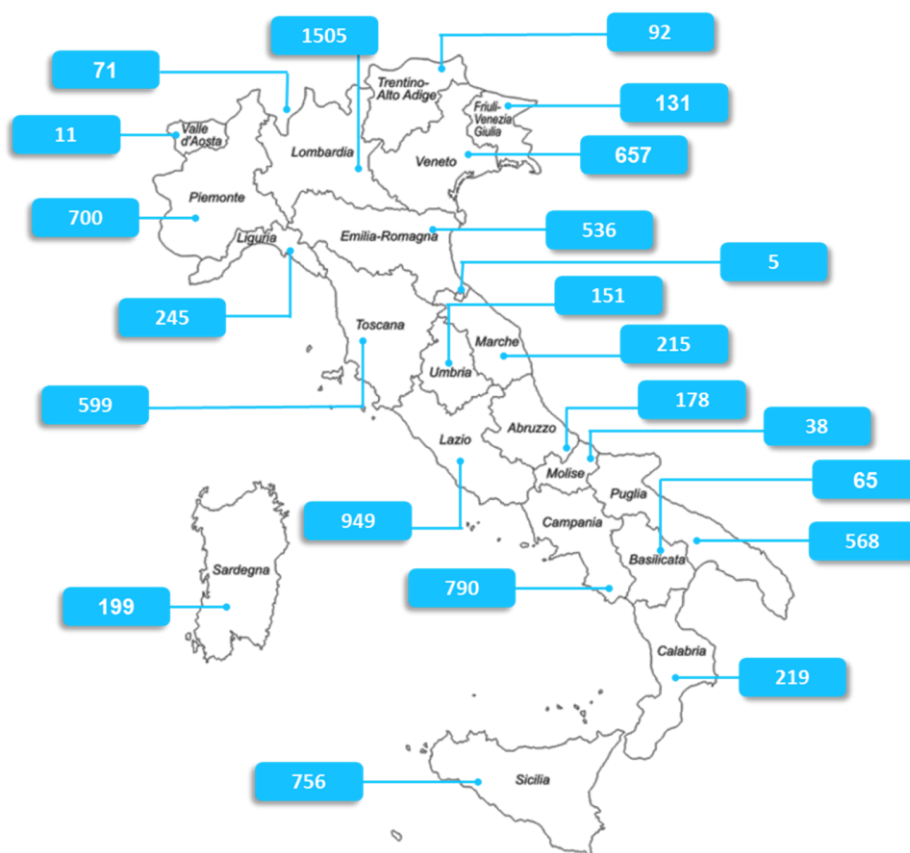 1505
92
71
Trentino-
Alto Adige
131
Friuli-
Venezia
Giulia
11
Valle
d'Aosta
Lombardia
Veneto
657
Piemonte
700
536
Emilia-Romagna
Liguria
5
151
245
Toscana
Marche
215
Umbria
178
599
Abruzzo
38
Lazio
Molise
65
Puglia
949
Campania
568
Basilicata
Sardegna
790
199
Calabria
219
756
Sicilia